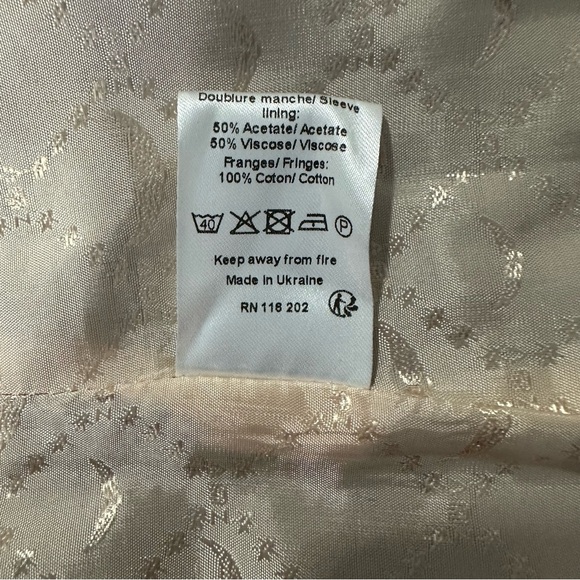 Doublure manche/ Sleeve
lining:
50% Acetate/ Acetate
50% Viscose/ Viscose
Franges/ Fringes:
100% Coton/ Cotton
40 P
Keep away from fire
Made in Ukraine
RN 116 202